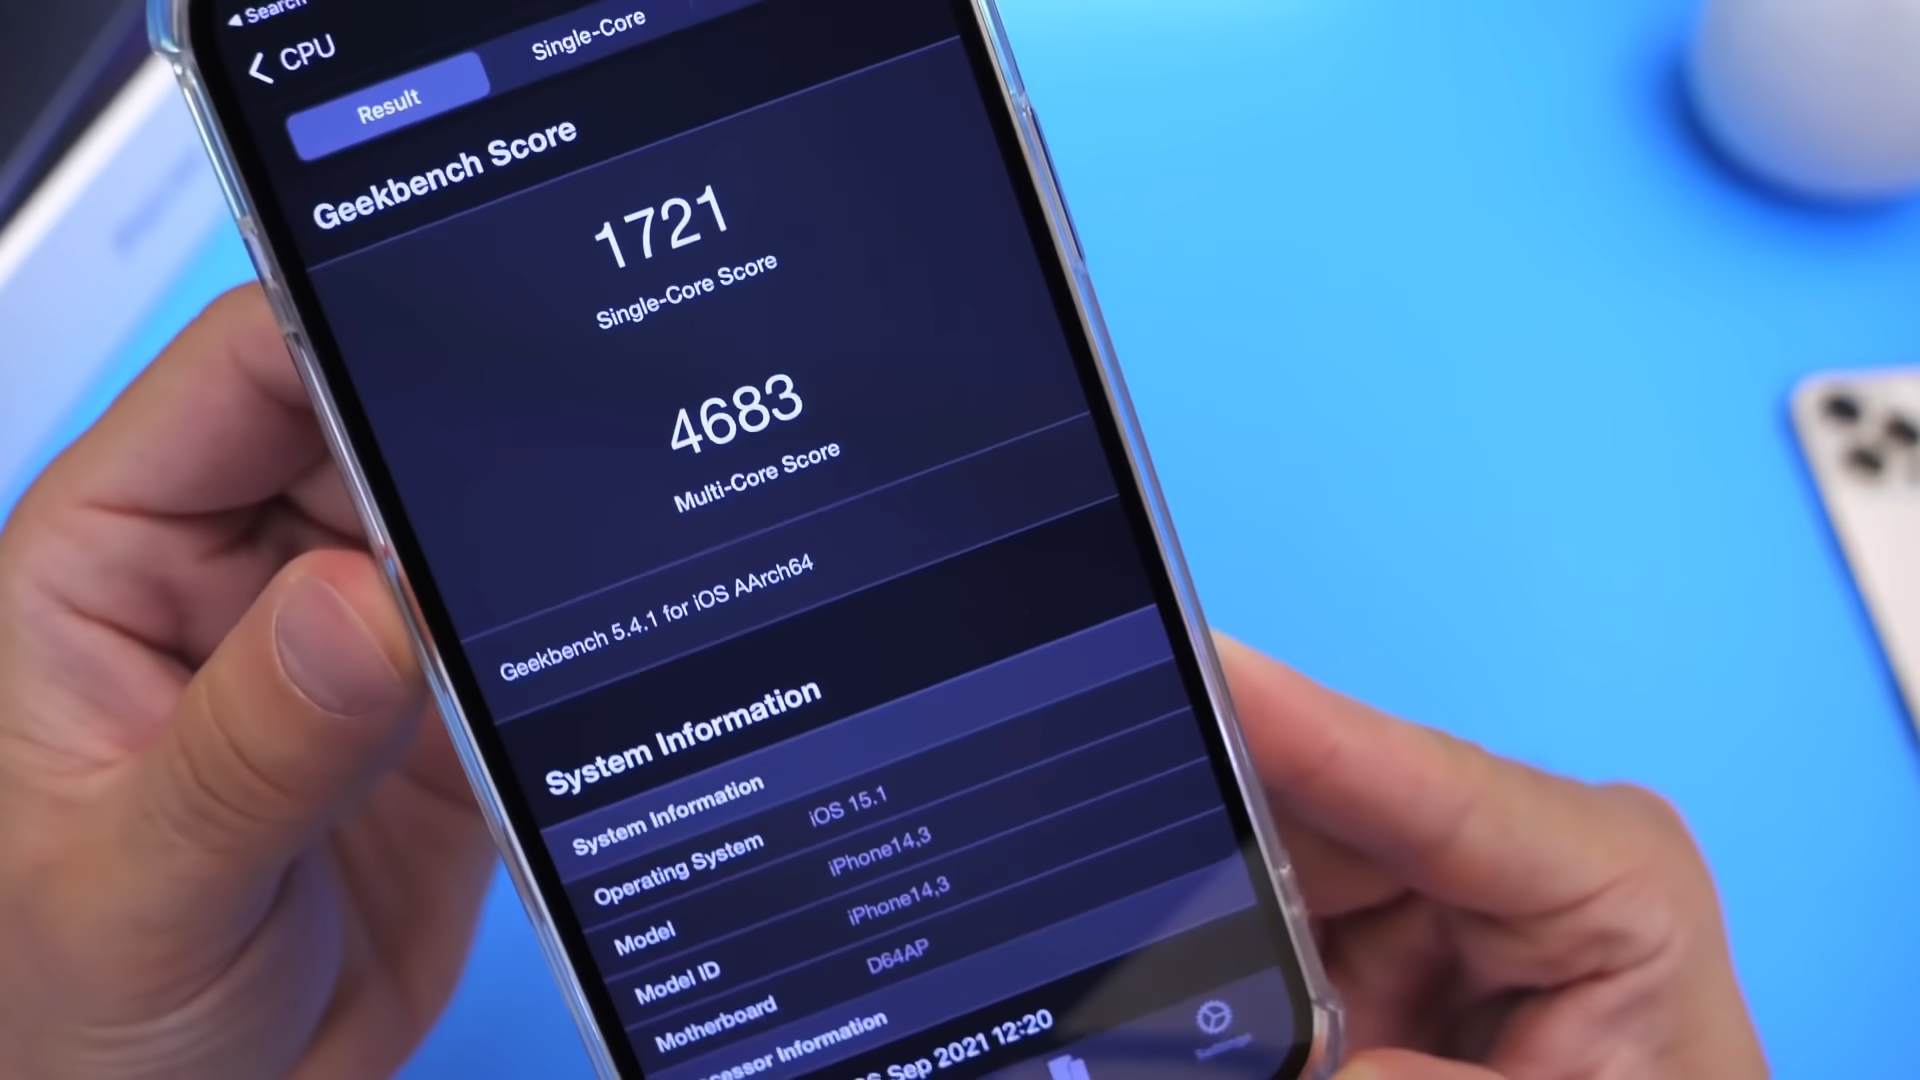 ◀ Search
CPU
Result Single-Core
Geekbench Score
1721
Single-Core Score
4683
Multi-Core Score
Geekbench 5.4.1 for iOS AArch64
System Information
System Information
Operating System iOS 15.1
Model iPhone14,3
Model ID iPhone14,3
Motherboard D64AP
Information
Sep 2021 12:20
Settings